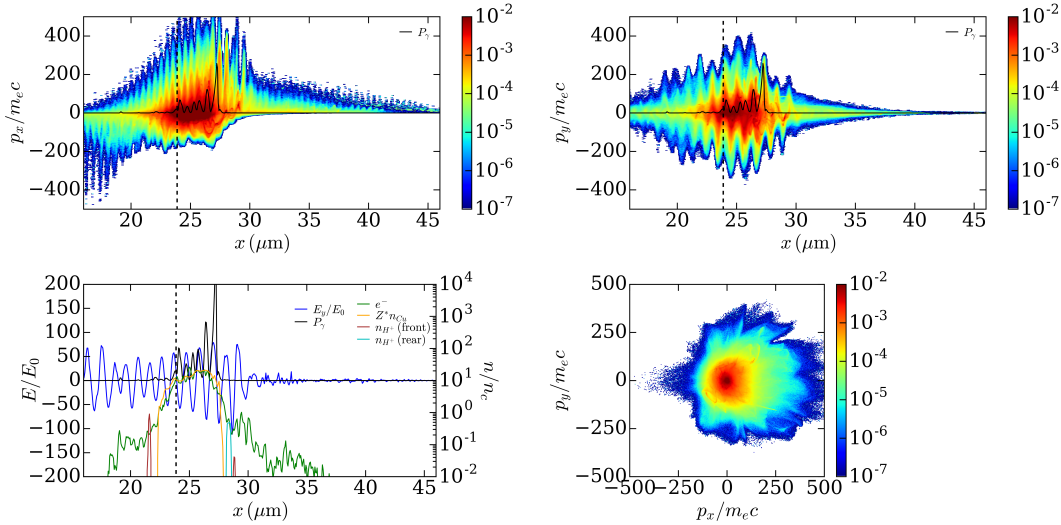 400
200
0
−200
−400
p_x/m_e c
P_γ
10^−2
10^−3
10^−4
10^−5
10^−6
10^−7
20 25 30 35 40 45
x (μm)
400
200
0
−200
−400
p_y/m_e c
P_γ
10^−2
10^−3
10^−4
10^−5
10^−6
10^−7
20 25 30 35 40 45
x (μm)
200
150
100
50
0
−50
−100
−150
−200
E/E_0
E_y/E_0
P_γ
e^−
Z^* n_Cu
n_H^+ (front)
n_H^+ (rear)
10^4
10^3
10^2
10^1
10^0
10^−1
10^−2
n/n_c
20 25 30 35 40 45
x (μm)
500
250
0
−250
−500
p_y/m_e c
10^−2
10^−3
10^−4
10^−5
10^−6
10^−7
−500 −250 0 250 500
p_x/m_e c